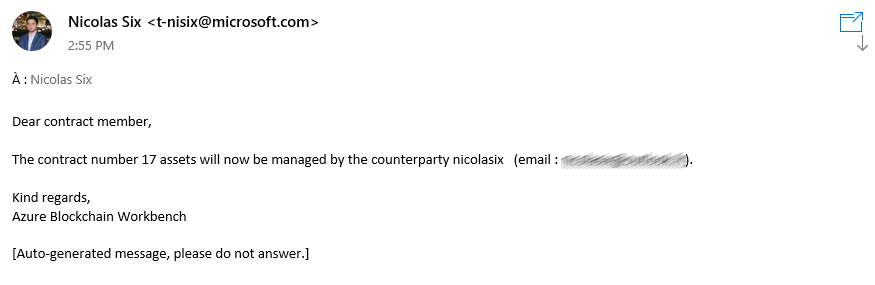 Nicolas Six <t-nisix@microsoft.com>
2:55 PM
À : Nicolas Six
Dear contract member,
The contract number 17 assets will now be managed by the counterparty nicolasix (email : ).
Kind regards,
Azure Blockchain Workbench
[Auto-generated message, please do not answer.]